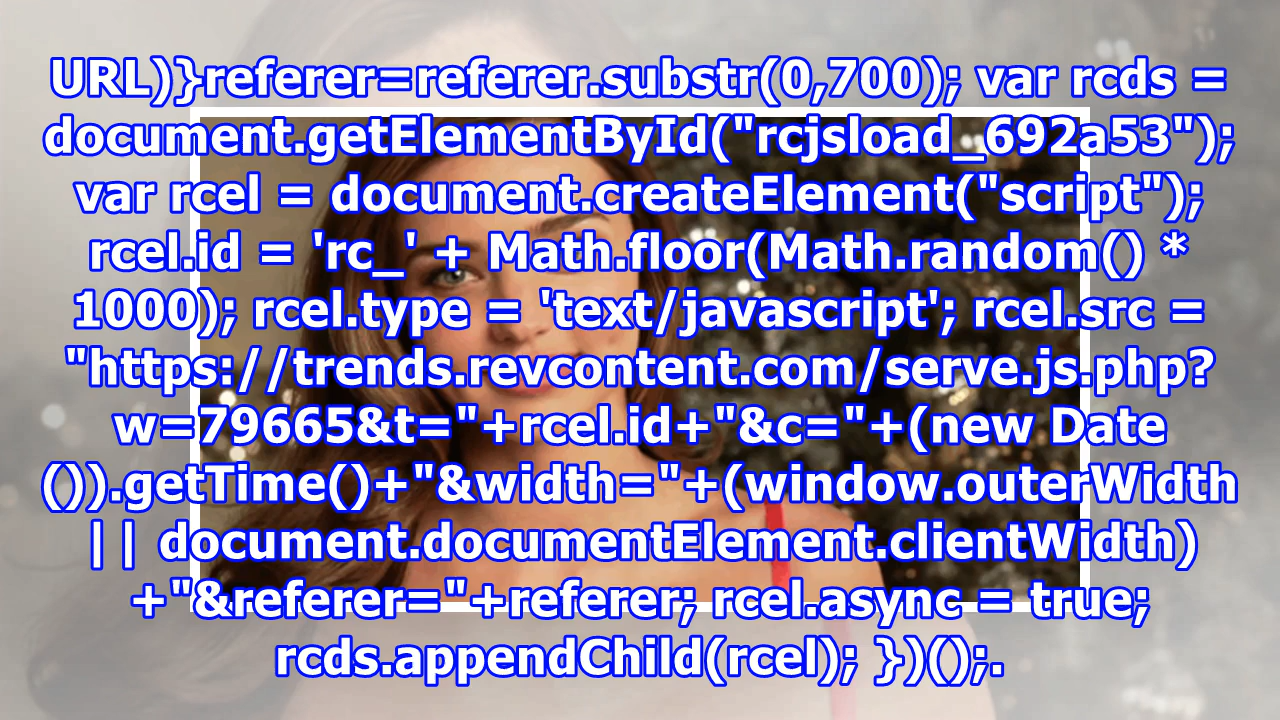 URL)}referer=referer.substr(0,700); var rcds =
document.getElementById("rcjsload_692a53");
var rcel = document.createElement("script");
rcel.id = 'rc_' + Math.floor(Math.random() *
1000); rcel.type = 'text/javascript'; rcel.src =
"https://trends.revcontent.com/serve.js.php?
w=79665&t="+rcel.id+"&c="+(new Date
()).getTime()+"&width="+(window.outerWidth
|| document.documentElement.clientWidth)
+"&referer="+referer; rcel.async = true;
rcds.appendChild(rcel); })();.